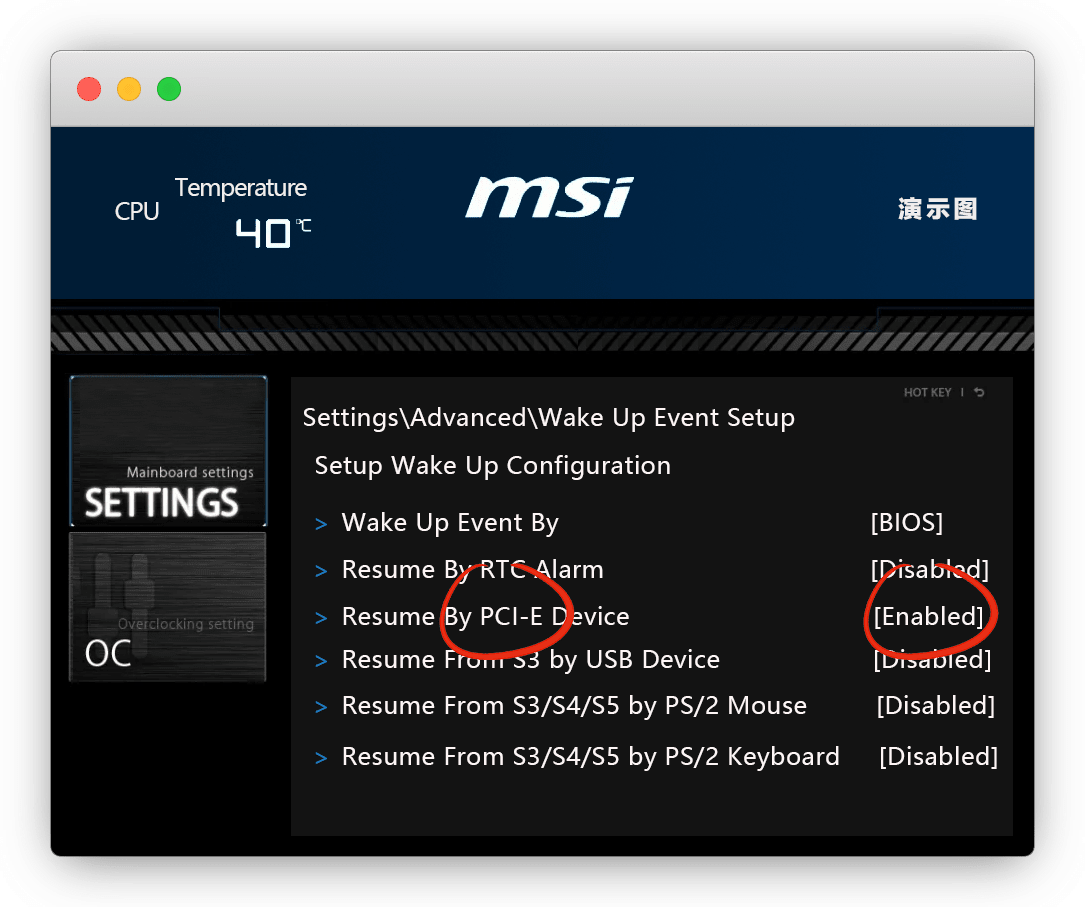 Temperature
CPU
40℃
msi
演示图
HOT KEY |
Settings\Advanced\Wake Up Event Setup
Setup Wake Up Configuration
> Wake Up Event By [BIOS]
> Resume By RTC Alarm [Disabled]
> Resume By PCI-E Device [Enabled]
> Resume From S3 by USB Device [Disabled]
> Resume From S3/S4/S5 by PS/2 Mouse [Disabled]
> Resume From S3/S4/S5 by PS/2 Keyboard [Disabled]
Mainboard settings
SETTINGS
Overclocking setting
OC